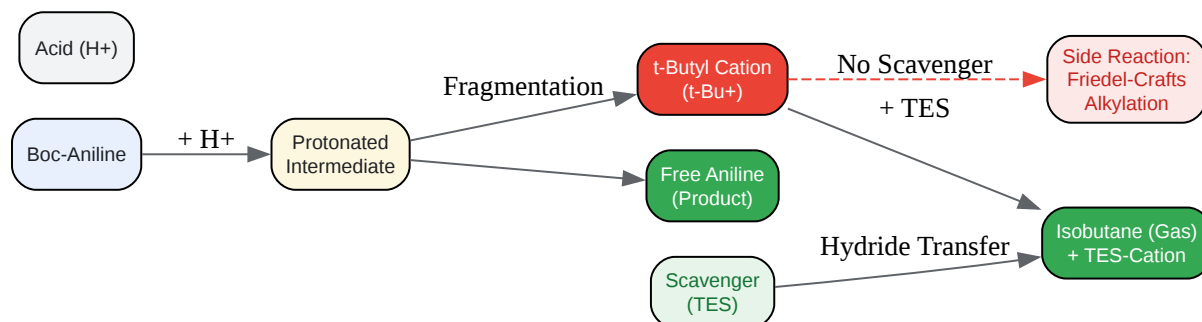 Acid (H+)
Boc-Aniline
+ H+
Protonated
Intermediate
Fragmentation
t-Butyl Cation
(t-Bu+)
No Scavenger
+ TES
Side Reaction:
Friedel-Crafts
Alkylation
Free Aniline
(Product)
Scavenger
(TES)
Hydride Transfer
Isobutane (Gas)
+ TES-Cation